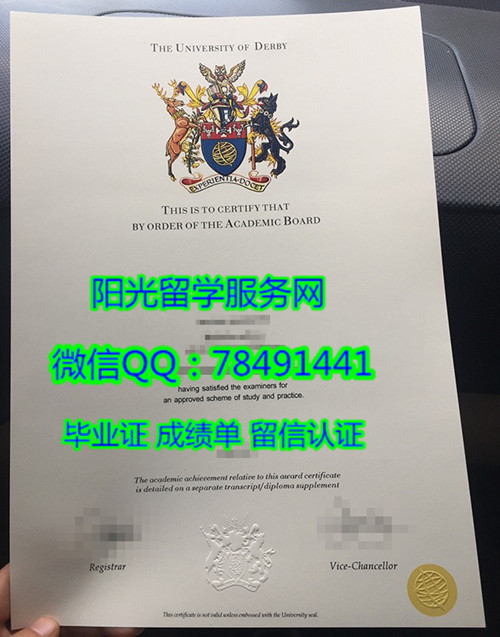 THE UNIVERSITY OF DERBY
EXPERIENTIA·DOCET
THIS IS TO CERTIFY THAT
BY ORDER OF THE ACADEMIC BOARD
阳光留学服务网
微信QQ：78491441
having satisfied the examiners for
an approved scheme of study and practice.
毕业证 成绩单 留信认证
The academic achievement relative to this award certificate
is detailed on a separate transcript/diploma supplement
Registrar
Vice-Chancellor
This certificate is not valid unless embossed with the University seal.